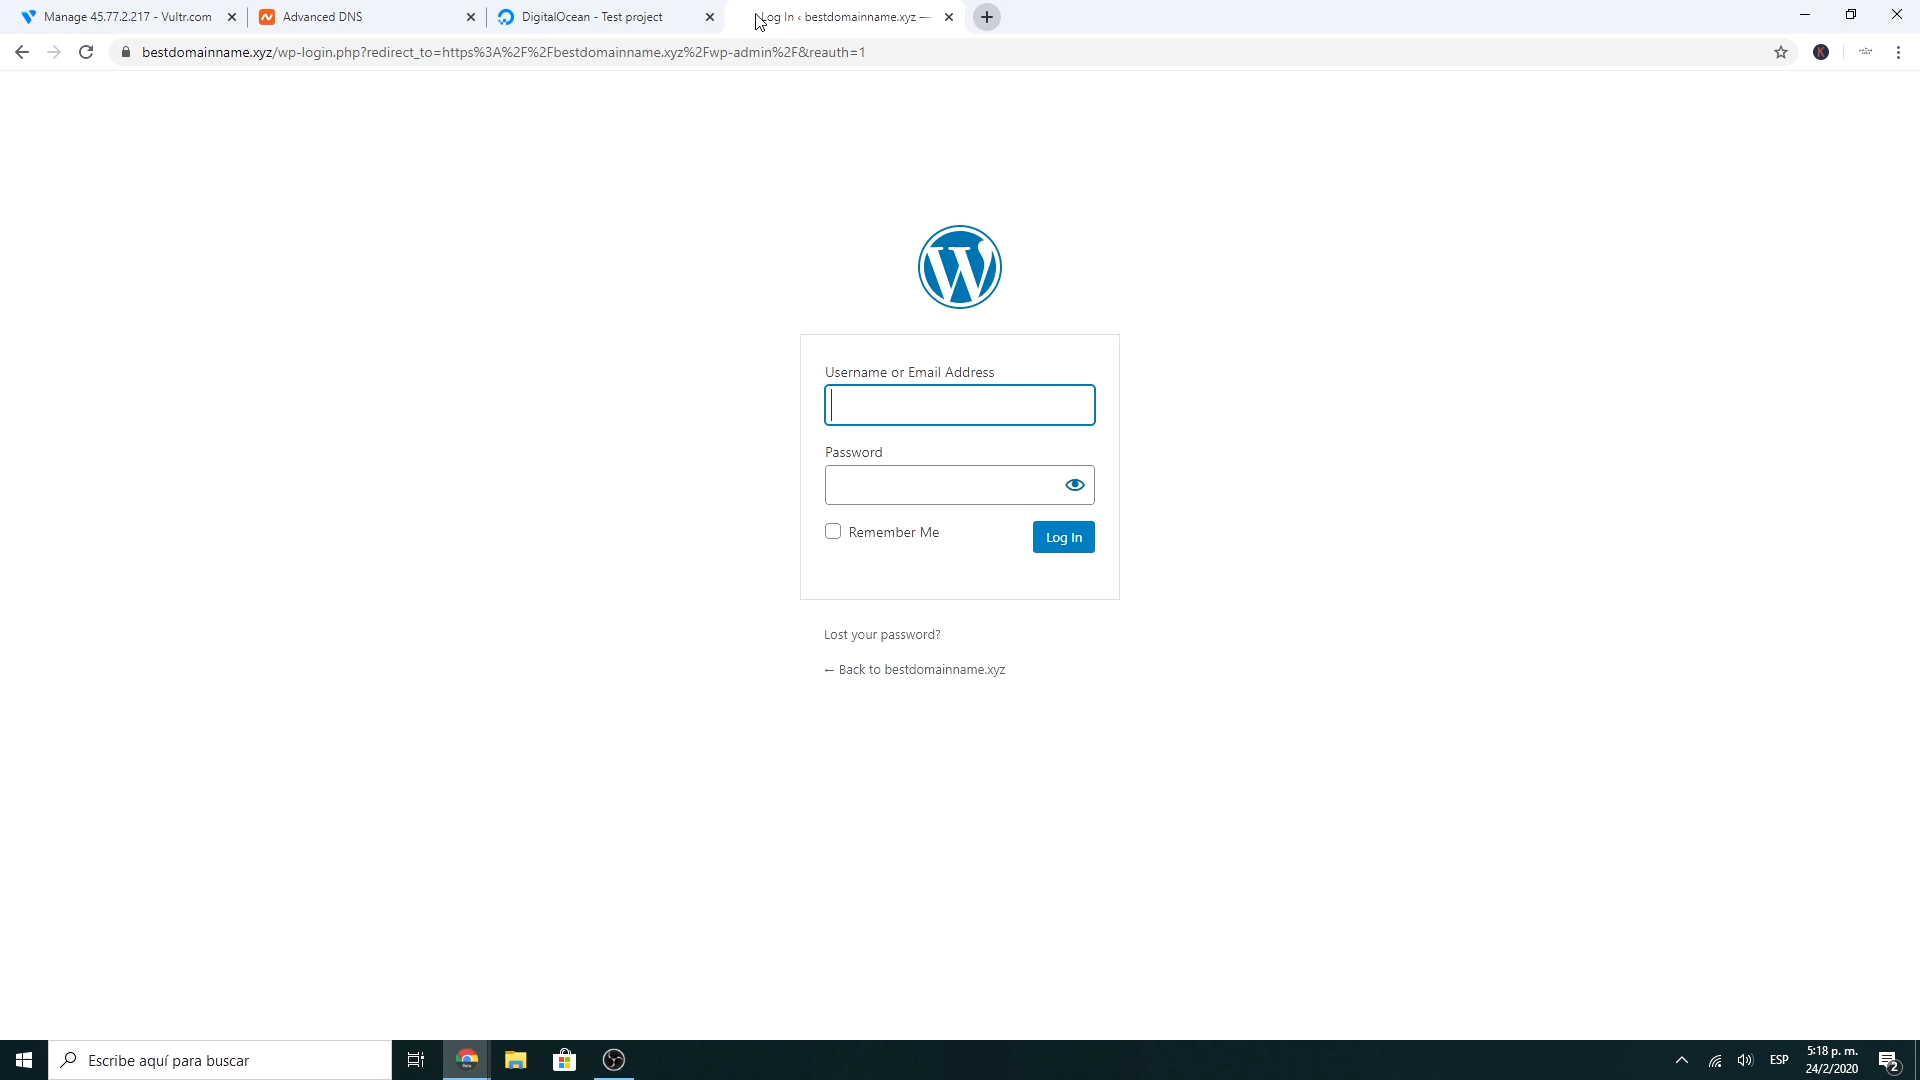 Manage 45.77.2.217 - Vultr.com
Advanced DNS
DigitalOcean - Test project
Log In ‹ bestdomainname.xyz —
bestdomainname.xyz/wp-login.php?redirect_to=https%3A%2F%2Fbestdomainname.xyz%2Fwp-admin%2F&reauth=1
K
W
Username or Email Address
Password
Remember Me
Log In
Lost your password?
← Back to bestdomainname.xyz
Escribe aquí para buscar
ESP
5:18 p. m.
24/2/2020
2